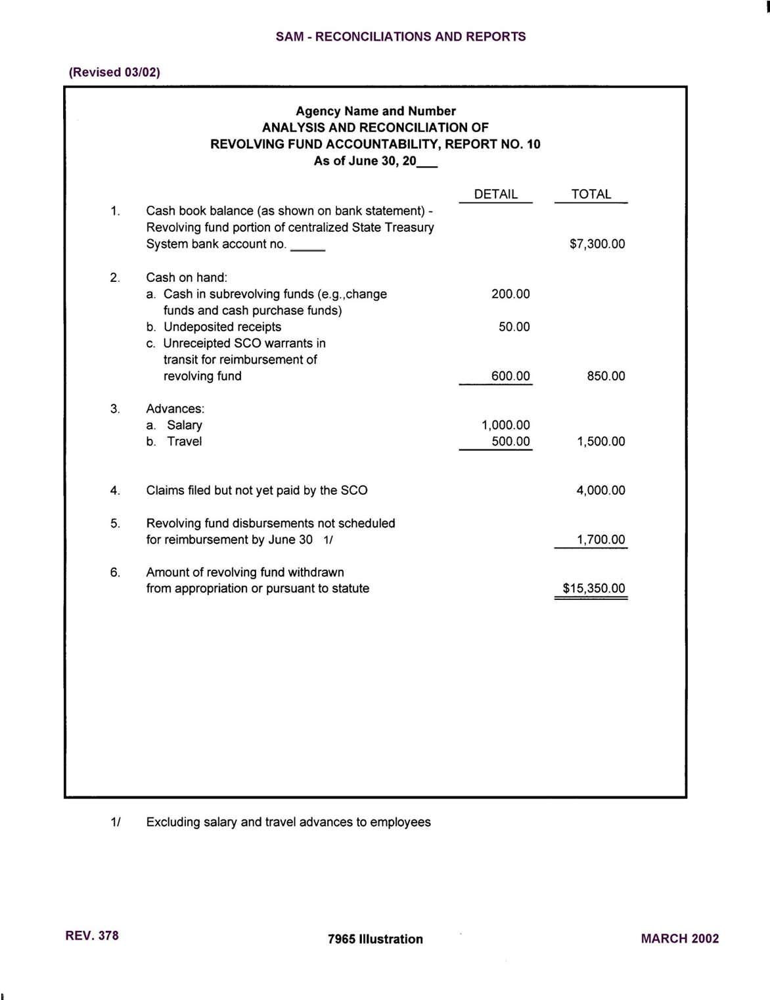 SAM - RECONCILIATIONS AND REPORTS
(Revised 03/02)
Agency Name and Number
ANALYSIS AND RECONCILIATION OF
REVOLVING FUND ACCOUNTABILITY, REPORT NO. 10
As of June 30, 20___
DETAIL TOTAL
1. Cash book balance (as shown on bank statement) -
Revolving fund portion of centralized State Treasury
System bank account no. _____ $7,300.00
2. Cash on hand:
a. Cash in subrevolving funds (e.g.,change 200.00
funds and cash purchase funds)
b. Undeposited receipts 50.00
c. Unreceipted SCO warrants in
transit for reimbursement of
revolving fund 600.00 850.00
3. Advances:
a. Salary 1,000.00
b. Travel 500.00 1,500.00
4. Claims filed but not yet paid by the SCO 4,000.00
5. Revolving fund disbursements not scheduled
for reimbursement by June 30 1/ 1,700.00
6. Amount of revolving fund withdrawn
from appropriation or pursuant to statute $15,350.00
1/ Excluding salary and travel advances to employees
REV. 378 7965 Illustration MARCH 2002